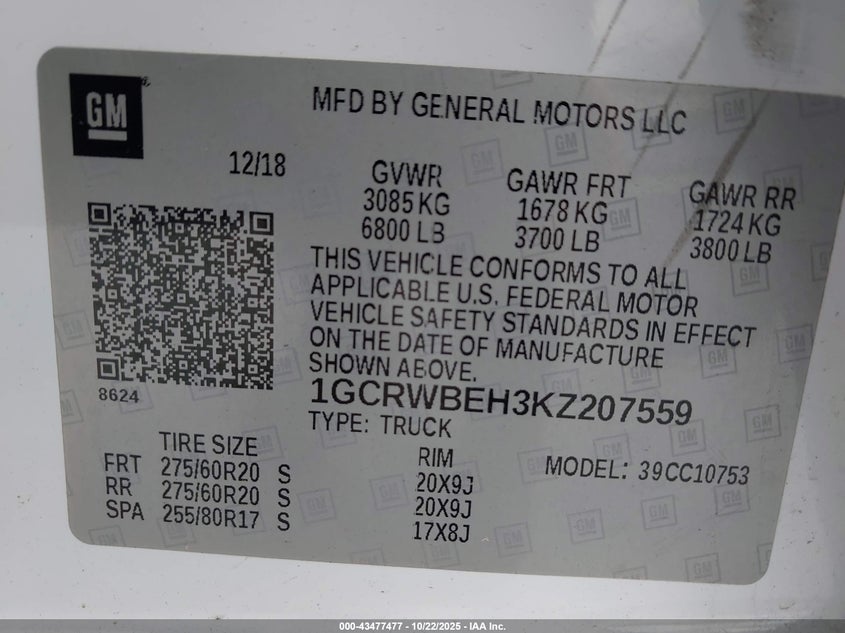 GM
MFD BY GENERAL MOTORS LLC
12/18
GVWR GAWR FRT GAWR RR
3085 KG 1678 KG 1724 KG
6800 LB 3700 LB 3800 LB
THIS VEHICLE CONFORMS TO ALL
APPLICABLE U.S. FEDERAL MOTOR
VEHICLE SAFETY STANDARDS IN EFFECT
ON THE DATE OF MANUFACTURE
SHOWN ABOVE.
8624
1GCRWBEH3KZ207559
TYPE: TRUCK
TIRE SIZE RIM MODEL: 39CC10753
FRT 275/60R20 S 20X9J
RR 275/60R20 S 20X9J
SPA 255/80R17 S 17X8J
000-43477477 - 10/22/2025 - IAA Inc.